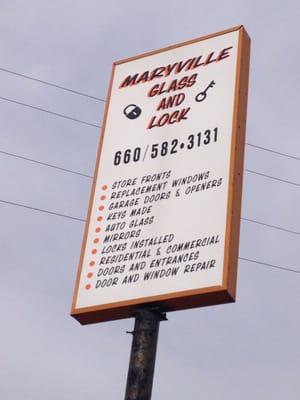 MARYVILLE
GLASS
AND
LOCK
660/582•3131
STORE FRONTS
REPLACEMENT WINDOWS
GARAGE DOORS & OPENERS
KEYS MADE
AUTO GLASS
MIRRORS
LOCKS INSTALLED
RESIDENTIAL & COMMERCIAL
DOORS AND ENTRANCES
DOOR AND WINDOW REPAIR